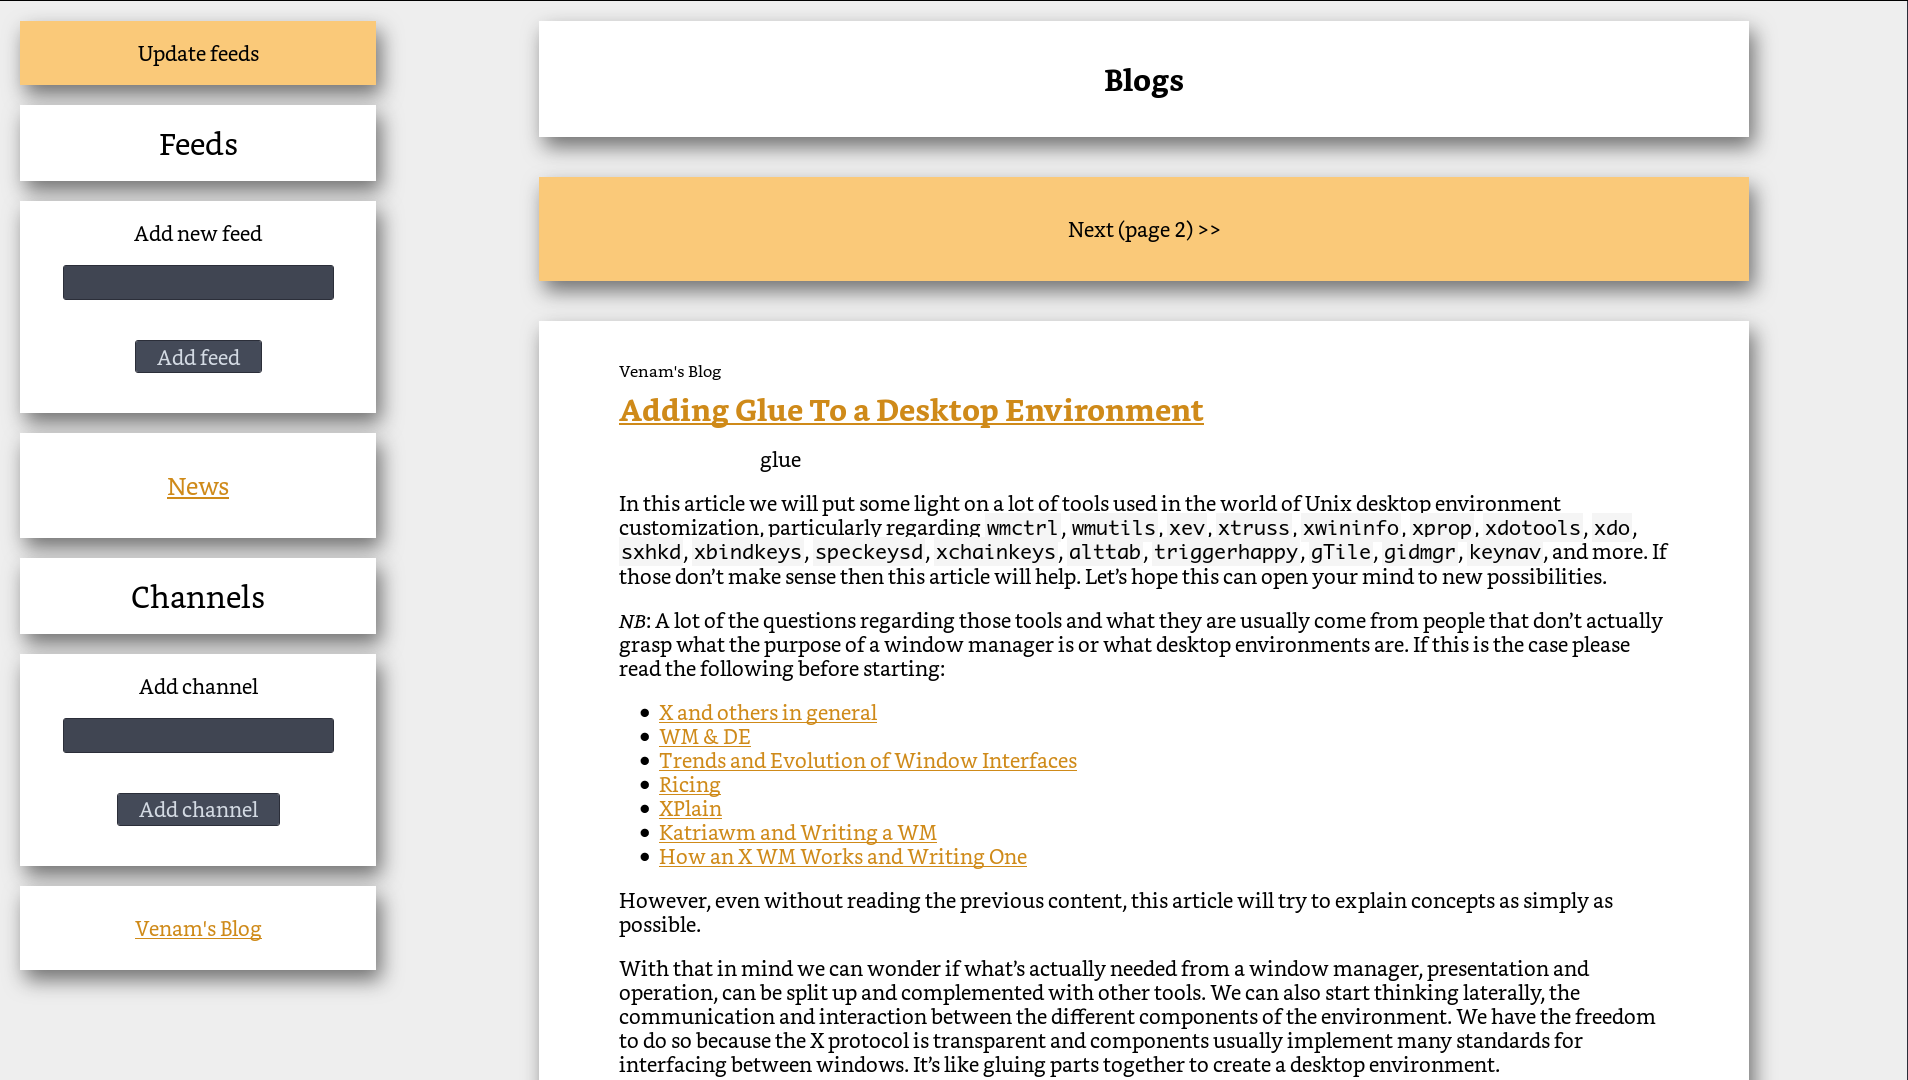 Update feeds
Feeds
Add new feed
Add feed
News
Channels
Add channel
Add channel
Venam's Blog
Blogs
Next (page 2) >>
Venam's Blog
Adding Glue To a Desktop Environment
glue
In this article we will put some light on a lot of tools used in the world of Unix desktop environment
customization, particularly regarding wmctrl, wmutils, xev, xtruss, xwininfo, xprop, xdotools, xdo,
sxhkd, xbindkeys, speckeysd, xchainkeys, alttab, triggerhappy, gTile, gidmgr, keynav, and more. If
those don’t make sense then this article will help. Let’s hope this can open your mind to new possibilities.
NB: A lot of the questions regarding those tools and what they are usually come from people that don’t actually
grasp what the purpose of a window manager is or what desktop environments are. If this is the case please
read the following before starting:
• X and others in general
• WM & DE
• Trends and Evolution of Window Interfaces
• Ricing
• XPlain
• Katriawm and Writing a WM
• How an X WM Works and Writing One
However, even without reading the previous content, this article will try to explain concepts as simply as
possible.
With that in mind we can wonder if what’s actually needed from a window manager, presentation and
operation, can be split up and complemented with other tools. We can also start thinking laterally, the
communication and interaction between the different components of the environment. We have the freedom
to do so because the X protocol is transparent and components usually implement many standards for
interfacing between windows. It’s like gluing parts together to create a desktop environment.